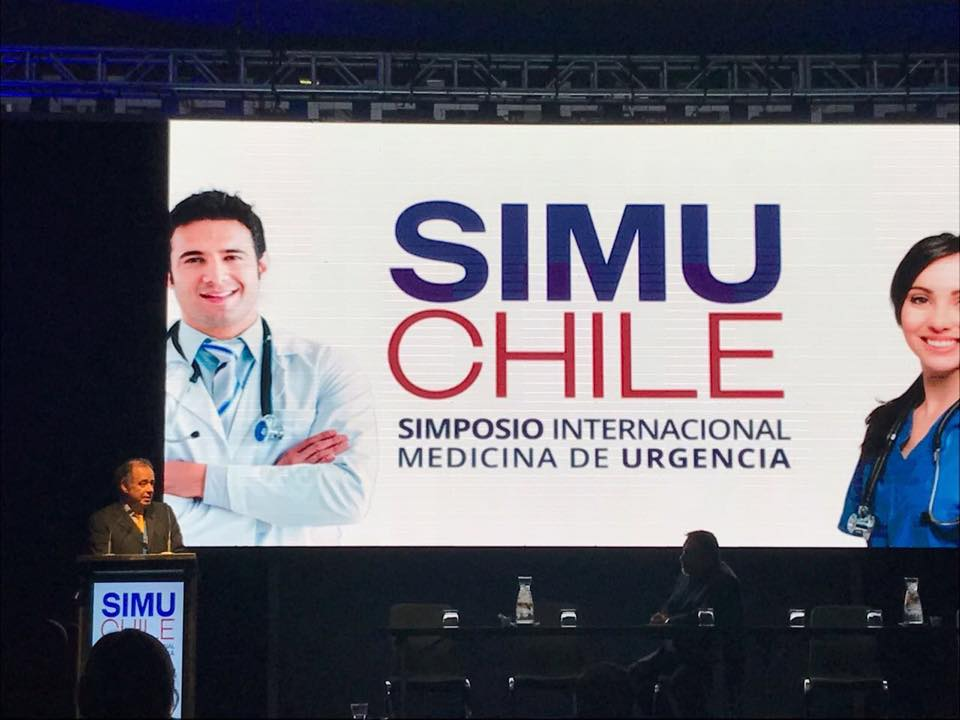 SIMU
CHILE
SIMPOSIO INTERNACIONAL
MEDICINA DE URGENCIA
SIMU
CHILE